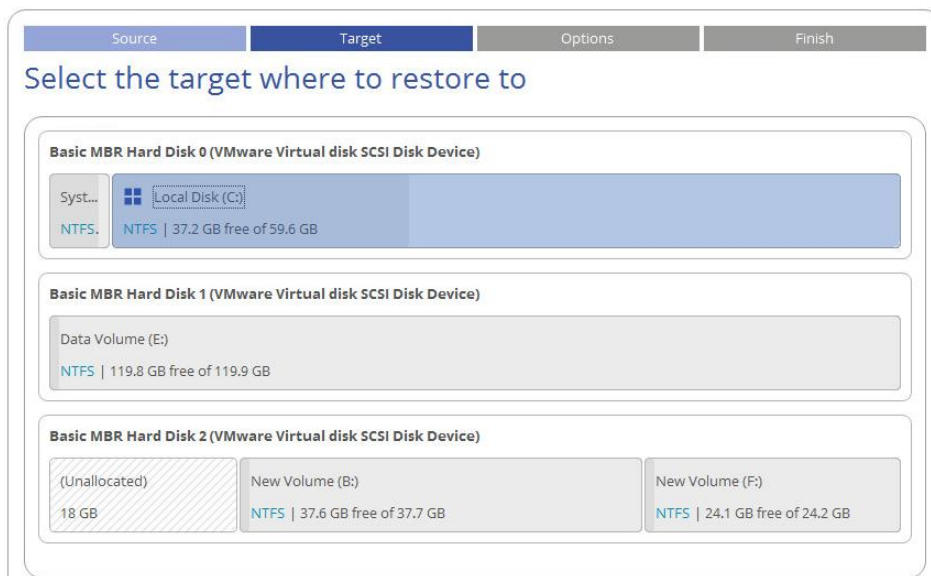 Source Target Options Finish
Select the target where to restore to
Basic MBR Hard Disk 0 (VMware Virtual disk SCSI Disk Device)
Syst... Local Disk (C:)
NTFS. NTFS | 37.2 GB free of 59.6 GB
Basic MBR Hard Disk 1 (VMware Virtual disk SCSI Disk Device)
Data Volume (E:)
NTFS | 119.8 GB free of 119.9 GB
Basic MBR Hard Disk 2 (VMware Virtual disk SCSI Disk Device)
(Unallocated) New Volume (B:) New Volume (F:)
18 GB NTFS | 37.6 GB free of 37.7 GB NTFS | 24.1 GB free of 24.2 GB